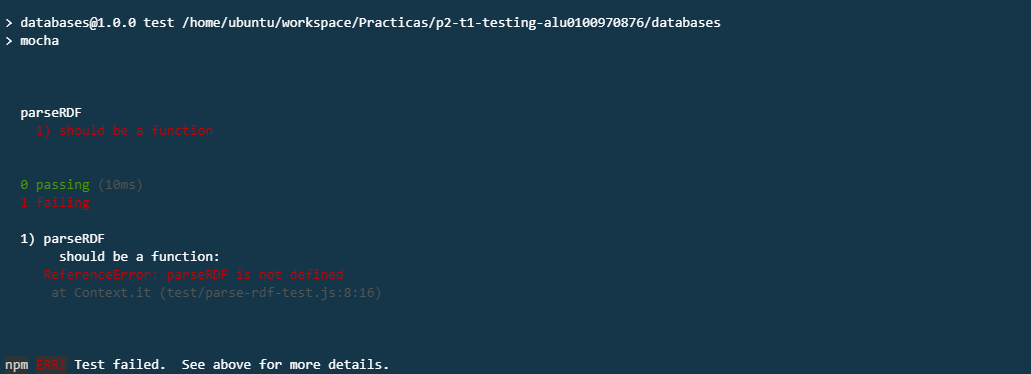 > databases@1.0.0 test /home/ubuntu/workspace/Practicas/p2-t1-testing-alu0100970876/databases
> mocha
parseRDF
1) should be a function
0 passing (10ms)
1 failing
1) parseRDF
should be a function:
ReferenceError: parseRDF is not defined
at Context.it (test/parse-rdf-test.js:8:16)
npm ERR! Test failed.  See above for more details.